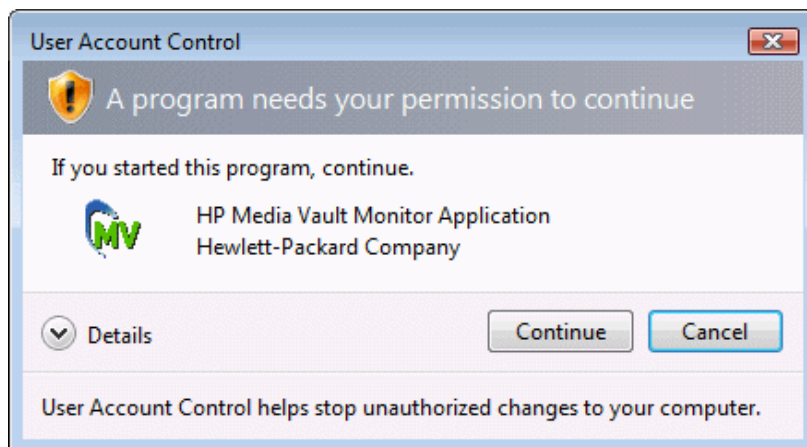 User Account Control
A program needs your permission to continue
If you started this program, continue.
MV
HP Media Vault Monitor Application
Hewlett-Packard Company
Details
Continue
Cancel
User Account Control helps stop unauthorized changes to your computer.